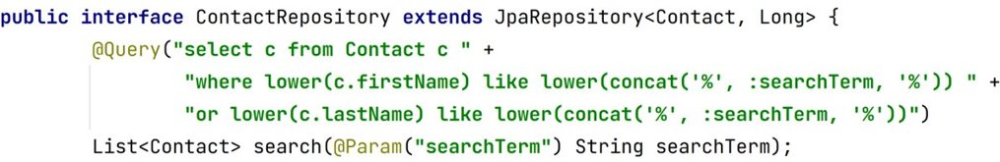 public interface ContactRepository extends JpaRepository<Contact, Long> {
@Query("select c from Contact c " +
"where lower(c.firstName) like lower(concat('%', :searchTerm, '%')) " +
"or lower(c.lastName) like lower(concat('%', :searchTerm, '%'))")
List<Contact> search(@Param("searchTerm") String searchTerm);